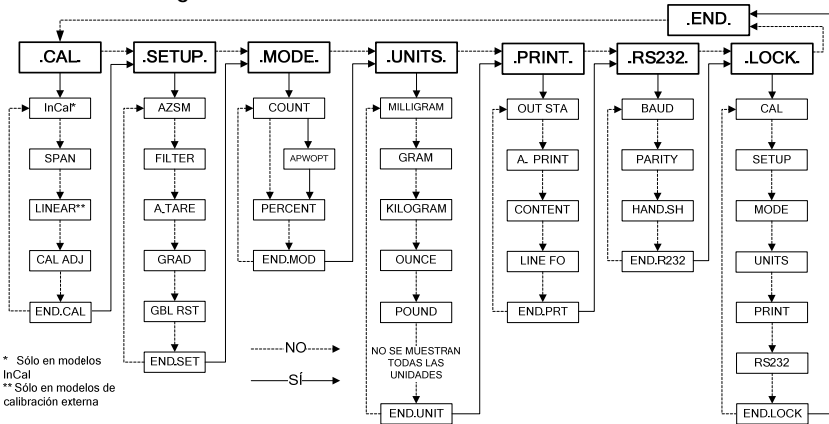 .END.
.CAL.
InCal*
SPAN
LINEAR**
CAL ADJ
END.CAL
* Sólo en modelos
InCal
** Sólo en modelos de
calibración externa
.SETUP.
AZSM
FILTER
A_TARE
GRAD
GBL RST
END.SET
.MODE.
COUNT
APWOPT
PERCENT
END.MOD
NO
SÍ
.UNITS.
MILLIGRAM
GRAM
KILOGRAM
OUNCE
POUND
NO SE MUESTRAN
TODAS LAS
UNIDADES
END.UNIT
.PRINT.
OUT STA
A_ PRINT
CONTENT
LINE FO
END.PRT
.RS232.
BAUD
PARITY
HAND.SH
END.R232
.LOCK.
CAL
SETUP
MODE
UNITS
PRINT
RS232
END.LOCK